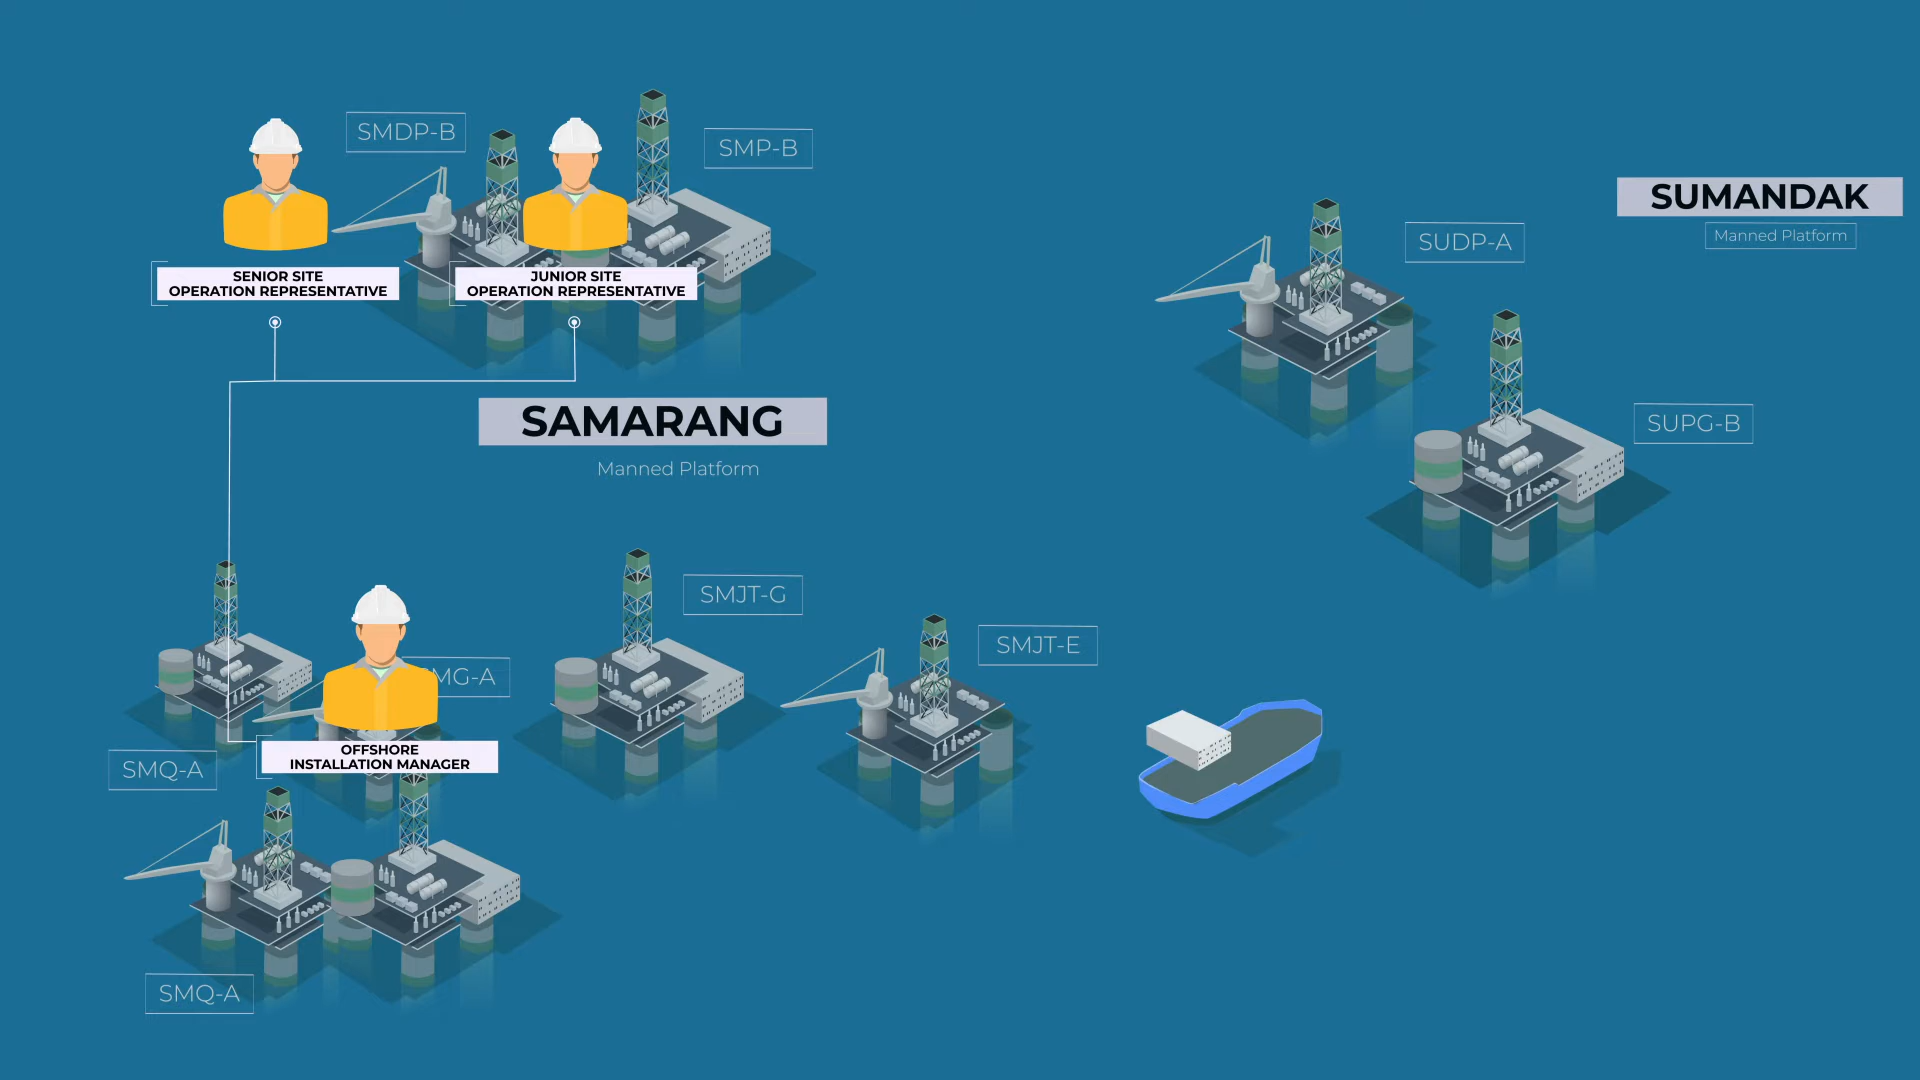 SMDP-B
SMP-B
SENIOR SITE
OPERATION REPRESENTATIVE
JUNIOR SITE
OPERATION REPRESENTATIVE
SAMARANG
Manned Platform
SUMANDAK
Manned Platform
SUDP-A
SUPG-B
SMJT-G
SMJT-E
MG-A
OFFSHORE
INSTALLATION MANAGER
SMQ-A
SMQ-A